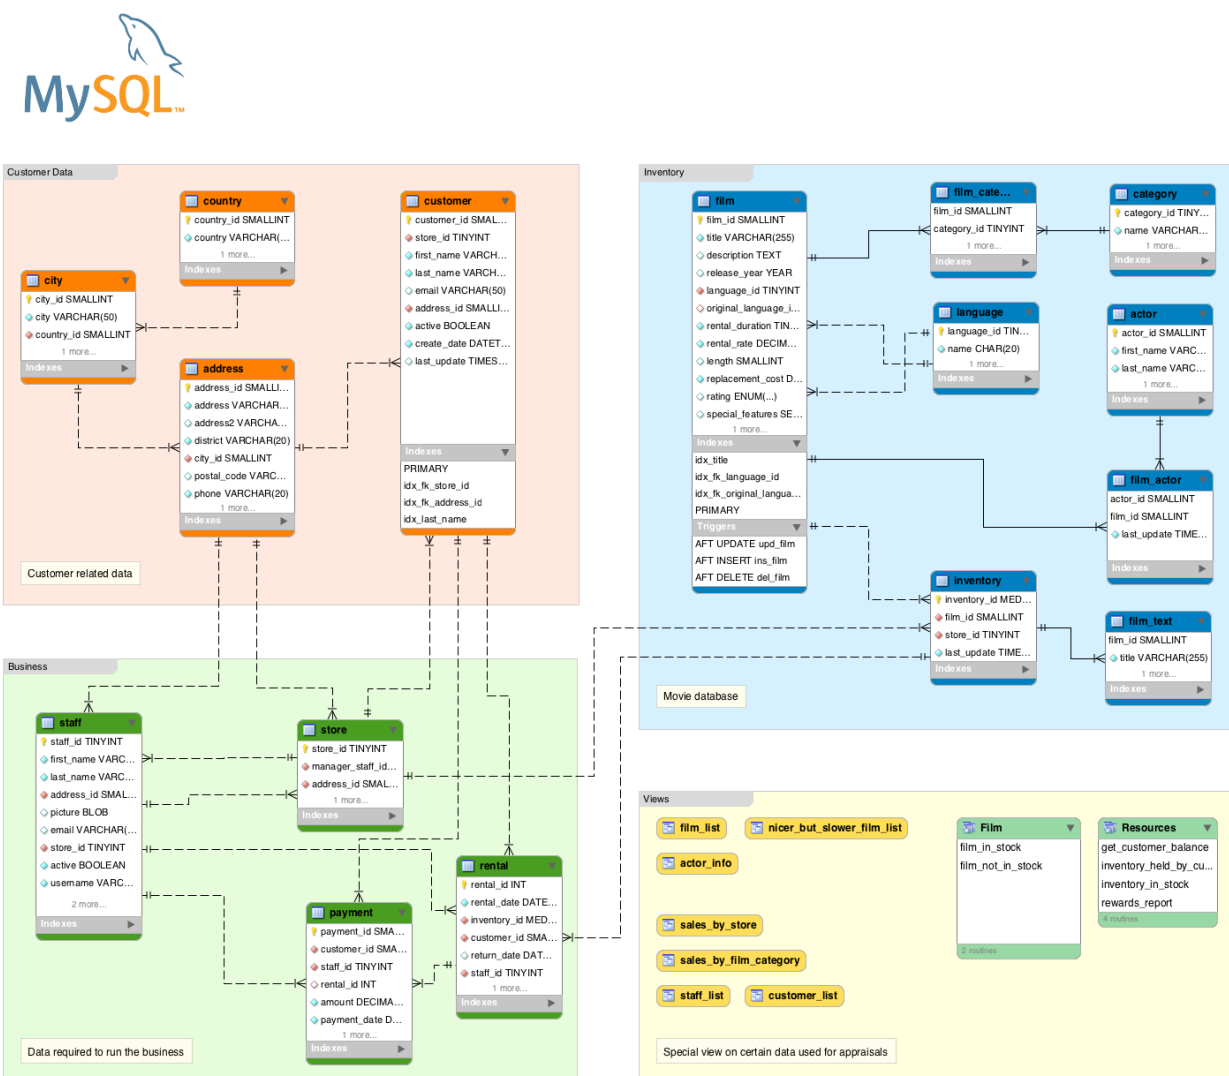 MySQL™
Customer Data
country
country_id SMALLINT
country VARCHAR(...
1 more...
Indexes
customer
customer_id SMAL...
store_id TINYINT
first_name VARCH...
last_name VARCH...
email VARCHAR(50)
address_id SMALLI...
active BOOLEAN
create_date DATET...
last_update TIMES...
Indexes
PRIMARY
idx_fk_store_id
idx_fk_address_id
idx_last_name
city
city_id SMALLINT
city VARCHAR(50)
country_id SMALLINT
1 more...
Indexes
address
address_id SMALLI...
address VARCHAR...
address2 VARCHA...
district VARCHAR(20)
city_id SMALLINT
postal_code VARC...
phone VARCHAR(20)
1 more...
Indexes
Customer related data
Inventory
film
film_id SMALLINT
title VARCHAR(255)
description TEXT
release_year YEAR
language_id TINYINT
original_language_i...
rental_duration TIN...
rental_rate DECIM...
length SMALLINT
replacement_cost D...
rating ENUM(...)
special_features SE...
1 more...
Indexes
idx_title
idx_fk_language_id
idx_fk_original_langua...
PRIMARY
Triggers
AFT UPDATE upd_film
AFT INSERT ins_film
AFT DELETE del_film
film_cate...
film_id SMALLINT
category_id TINYINT
1 more...
Indexes
category
category_id TINY...
name VARCHAR...
1 more...
Indexes
language
language_id TIN...
name CHAR(20)
1 more...
Indexes
actor
actor_id SMALLINT
first_name VARC...
last_name VARC...
1 more...
Indexes
film_actor
actor_id SMALLINT
film_id SMALLINT
last_update TIME...
Indexes
inventory
inventory_id MED...
film_id SMALLINT
store_id TINYINT
last_update TIME...
Indexes
film_text
film_id SMALLINT
title VARCHAR(255)
1 more...
Indexes
Movie database
Business
staff
staff_id TINYINT
first_name VARC...
last_name VARC...
address_id SMAL...
picture BLOB
email VARCHAR(...
store_id TINYINT
active BOOLEAN
username VARC...
2 more...
Indexes
store
store_id TINYINT
manager_staff_id...
address_id SMAL...
1 more...
Indexes
payment
payment_id SMA...
customer_id SMA...
staff_id TINYINT
rental_id INT
amount DECIMA...
payment_date D...
1 more...
Indexes
rental
rental_id INT
rental_date DATE...
inventory_id MED...
customer_id SMA...
return_date DAT...
staff_id TINYINT
1 more...
Indexes
Data required to run the business
Views
film_list
nicer_but_slower_film_list
actor_info
sales_by_store
sales_by_film_category
staff_list
customer_list
Film
film_in_stock
film_not_in_stock
2 routines
Resources
get_customer_balance
inventory_held_by_cu...
inventory_in_stock
rewards_report
4 routines
Special view on certain data used for appraisals